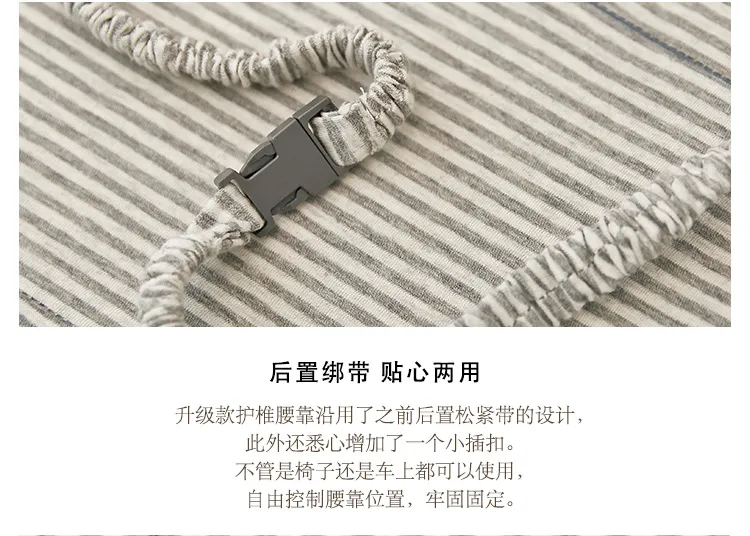 后置绑带 贴心两用
升级款护椎腰靠沿用了之前后置松紧带的设计，
此外还悉心增加了一个小插扣。
不管是椅子还是车上都可以使用，
自由控制腰靠位置，牢固固定。